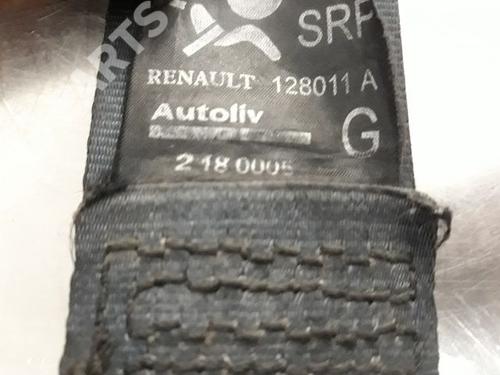 SRP
RENAULT 128011 A
Autoliv
G
2 18 0005